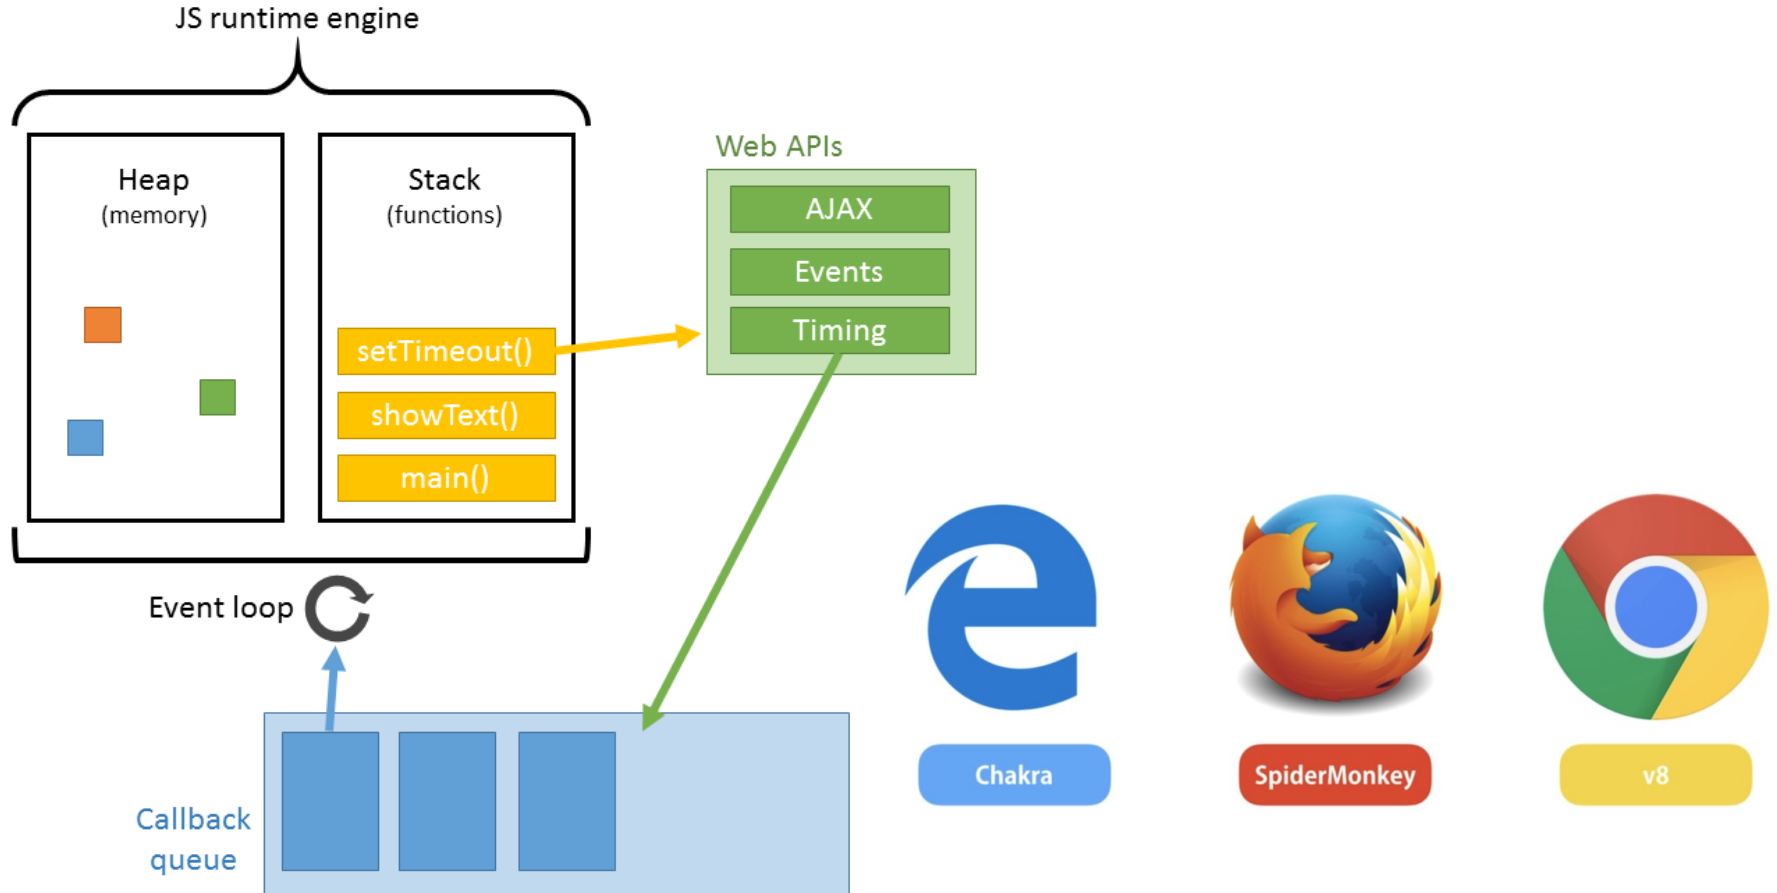 JS runtime engine
Heap
(memory)
Stack
(functions)
setTimeout()
showText()
main()
Web APIs
AJAX
Events
Timing
Event loop
Callback
queue
Chakra
SpiderMonkey
v8